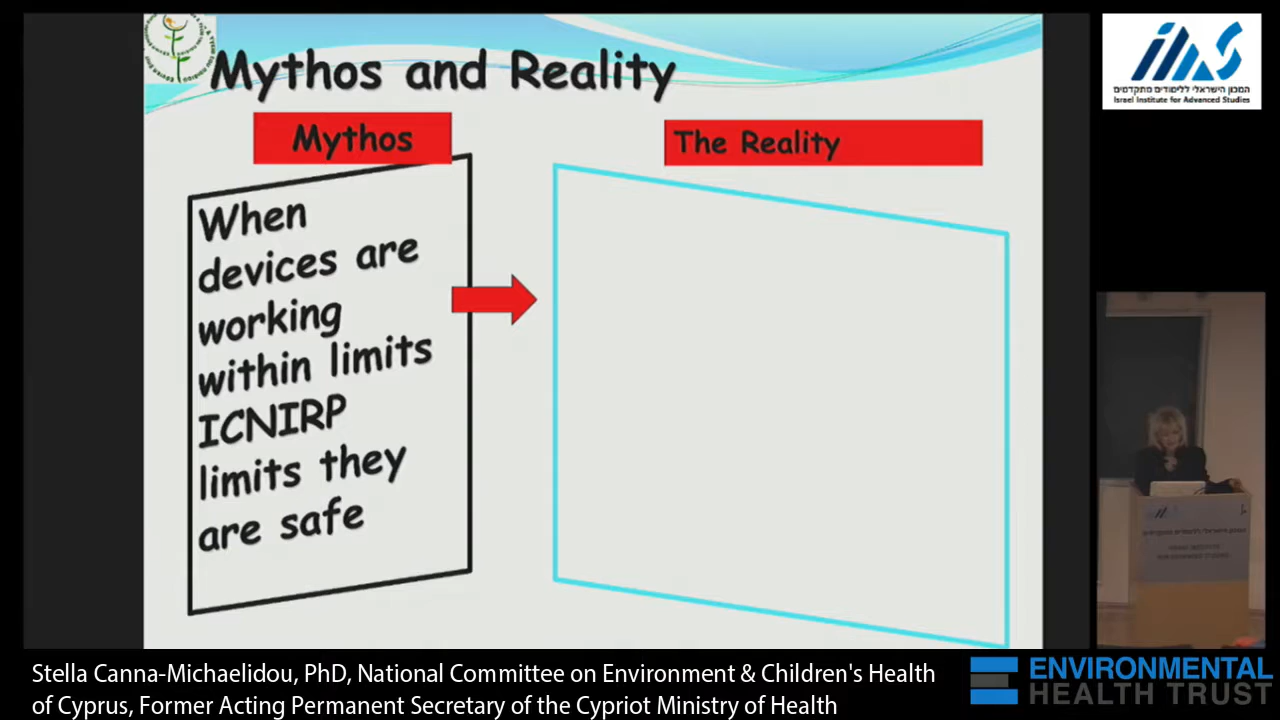 Mythos and Reality
Mythos
The Reality
When
devices are
working
within limits
ICNIRP
limits they
are safe
המכון הישראלי ללימודים מתקדמים
Israel Institute for Advanced Studies
Stella Canna-Michaelidou, PhD, National Committee on Environment & Children's Health
of Cyprus, Former Acting Permanent Secretary of the Cypriot Ministry of Health
ENVIRONMENTAL
HEALTH TRUST